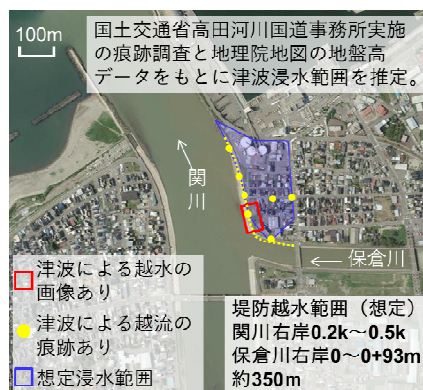 100m
国土交通省高田河川国道事務所実施
の痕跡調査と地理院地図の地盤高
データをもとに津波浸水範囲を推定。
関川
保倉川
津波による越水の
画像あり
津波による越流の
痕跡あり
想定浸水範囲
堤防越水範囲（想定）
関川右岸0.2k～0.5k
保倉川右岸0～0+93m
約350m